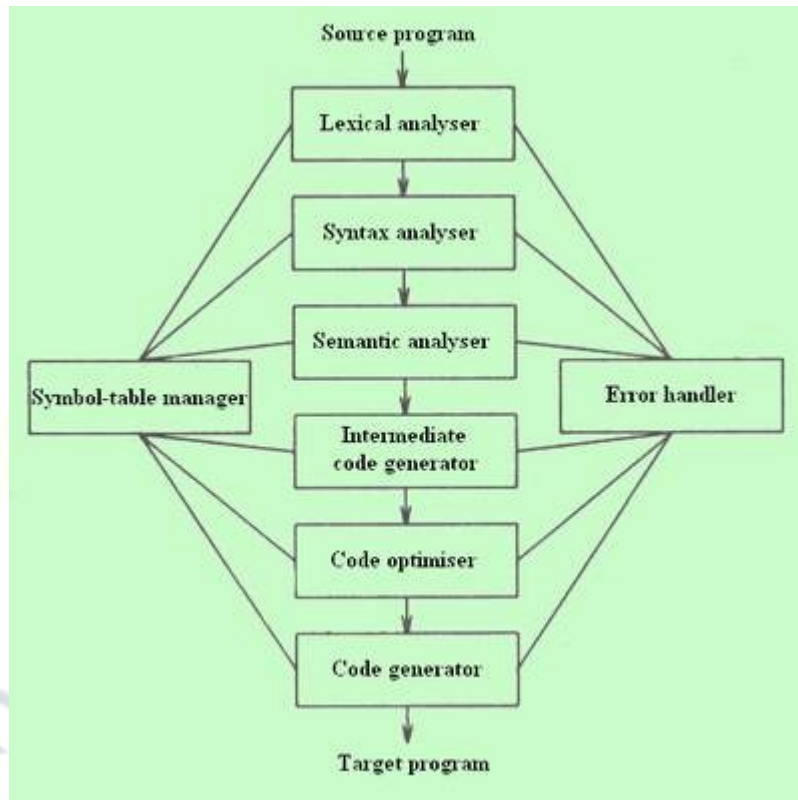 Source program
Lexical analyser
Syntax analyser
Semantic analyser
Symbol-table manager
Error handler
Intermediate
code generator
Code optimiser
Code generator
Target program